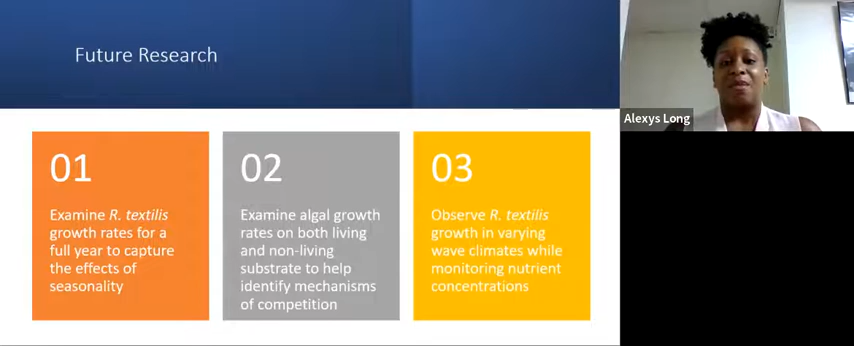 Future Research
Alexys Long
01
Examine R. textilis
growth rates for a
full year to capture
the effects of
seasonality
02
Examine algal growth
rates on both living
and non-living
substrate to help
identify mechanisms
of competition
03
Observe R. textilis
growth in varying
wave climates while
monitoring nutrient
concentrations